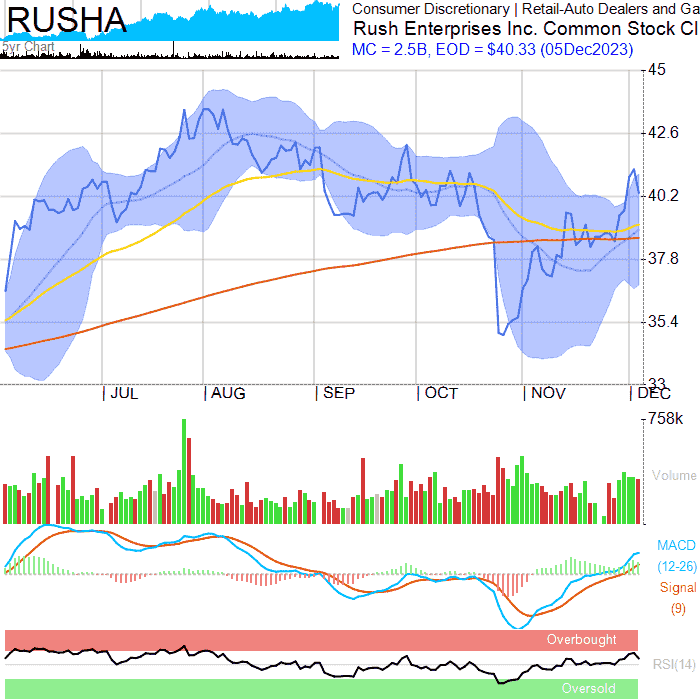 RUSHA
5yr Chart
Consumer Discretionary | Retail-Auto Dealers and Ga
Rush Enterprises Inc. Common Stock Cl
MC = 2.5B, EOD = $40.33 (05Dec2023)
45
42.6
40.2
37.8
35.4
33
| JUL | AUG | SEP | OCT | NOV | DEC
758k
Volume
MACD
(12-26)
Signal
(9)
Overbought
RSI(14)
Oversold